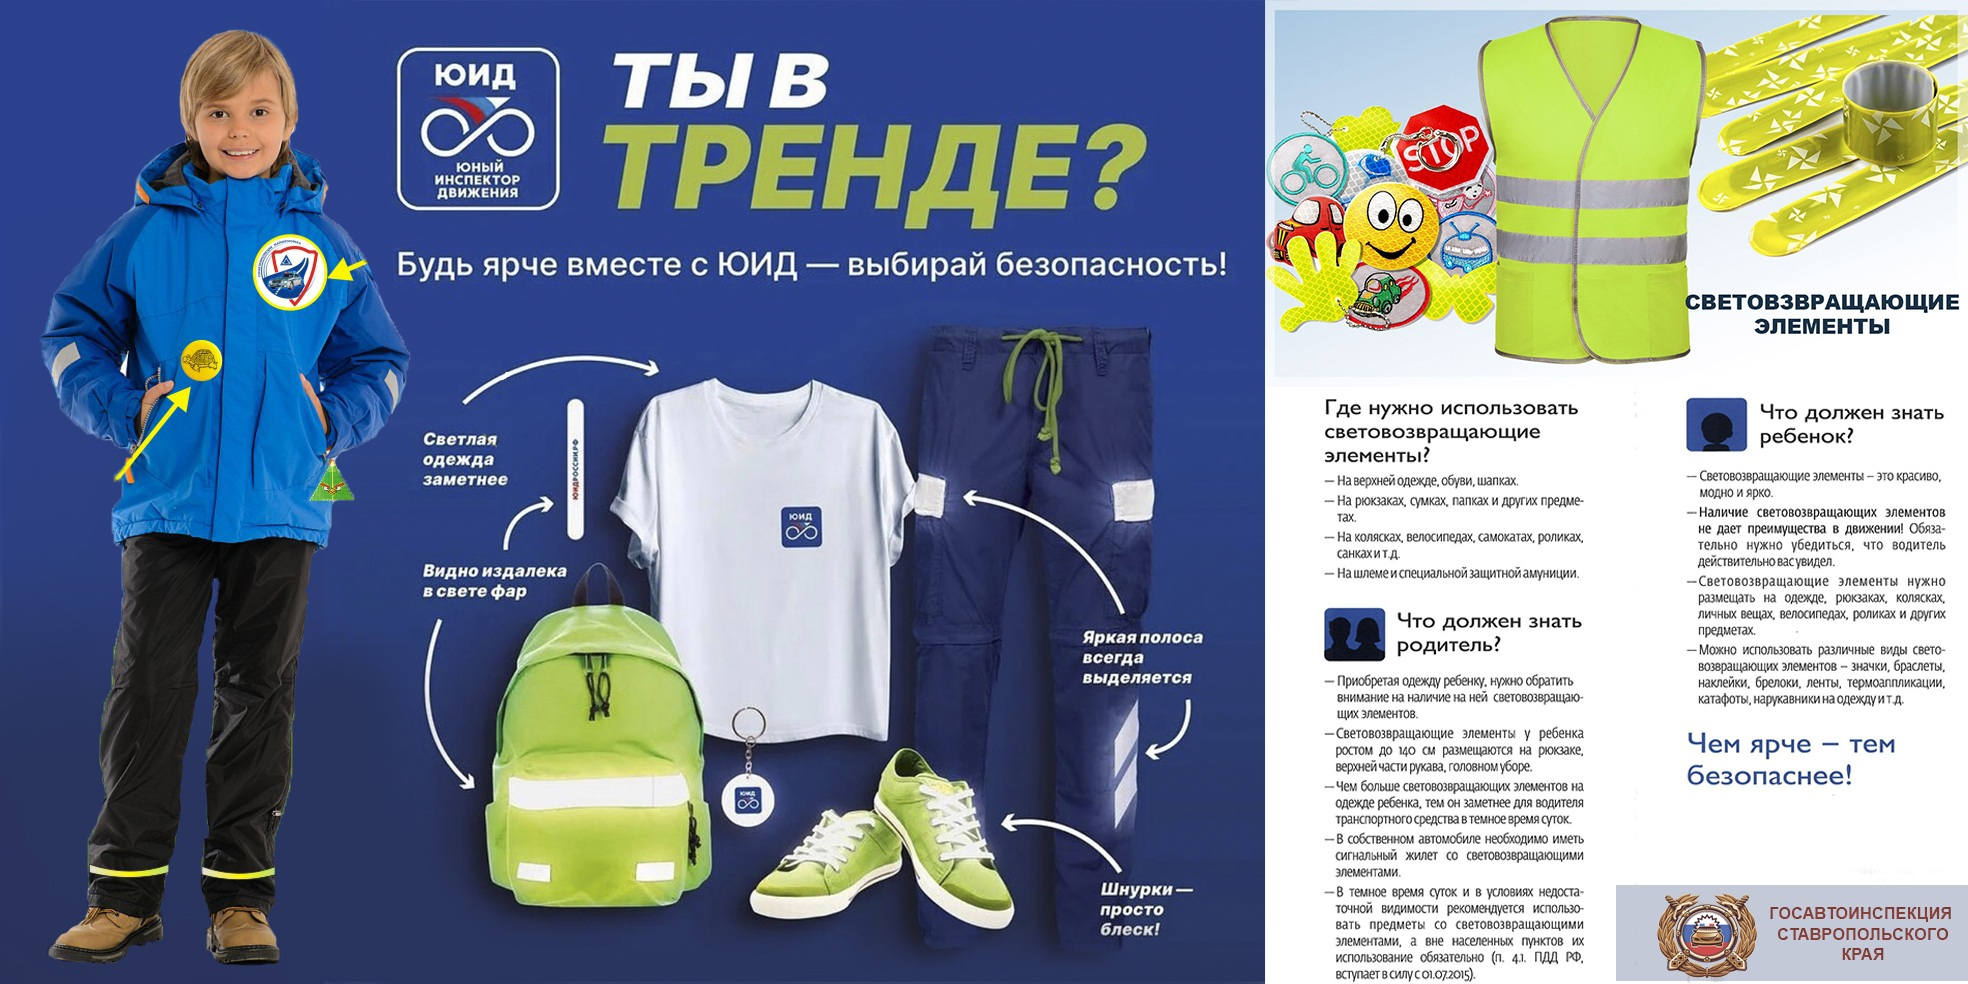 ЮИД
ЮНЫЙ
ИНСПЕКТОР
ДВИЖЕНИЯ
ТЫ В
ТРЕНДЕ?
Будь ярче вместе с ЮИД — выбирай безопасность!
Светлая
одежда
заметнее
ЮИДРОССИИ.РФ
Видно издалека
в свете фар
ЮИД
ЮИД
Яркая полоса
всегда
выделяется
Шнурки —
просто
блеск!
STOP
СВЕТОВЗВРАЩАЮЩИЕ
ЭЛЕМЕНТЫ
Где нужно использовать
световозвращающие
элементы?
— На верхней одежде, обуви, шапках.
— На рюкзаках, сумках, папках и других предме-
тах.
— На колясках, велосипедах, самокатах, роликах,
санках и т.д.
— На шлеме и специальной защитной амуниции.
Что должен знать
родитель?
— Приобретая одежду ребенку, нужно обратить
внимание на наличие на ней световозвращаю-
щих элементов.
— Световозвращающие элементы у ребенка
ростом до 140 см размещаются на рюкзаке,
верхней части рукава, головном уборе.
— Чем больше световозвращающих элементов на
одежде ребенка, тем он заметнее для водителя
транспортного средства в темное время суток.
— В собственном автомобиле необходимо иметь
сигнальный жилет со световозвращающими
элементами.
— В темное время суток и в условиях недоста-
точной видимости рекомендуется использо-
вать предметы со световозвращающими
элементами, а вне населенных пунктов их
использование обязательно (п. 4.1. ПДД РФ,
вступает в силу с 01.07.2015).
Что должен знать
ребенок?
— Световозвращающие элементы – это красиво,
модно и ярко.
— Наличие световозвращающих элементов
не дает преимущества в движении! Обяза-
тельно нужно убедиться, что водитель
действительно вас увидел.
— Световозвращающие элементы нужно
размещать на одежде, рюкзаках, колясках,
личных вещах, велосипедах, роликах и других
предметах.
— Можно использовать различные виды свето-
возвращающих элементов – значки, браслеты,
наклейки, брелоки, ленты, термоаппликации,
катафоты, нарукавники на одежду и т.д.
Чем ярче – тем
безопаснее!
ГОСАВТОИНСПЕКЦИЯ
СТАВРОПОЛЬСКОГО
КРАЯ